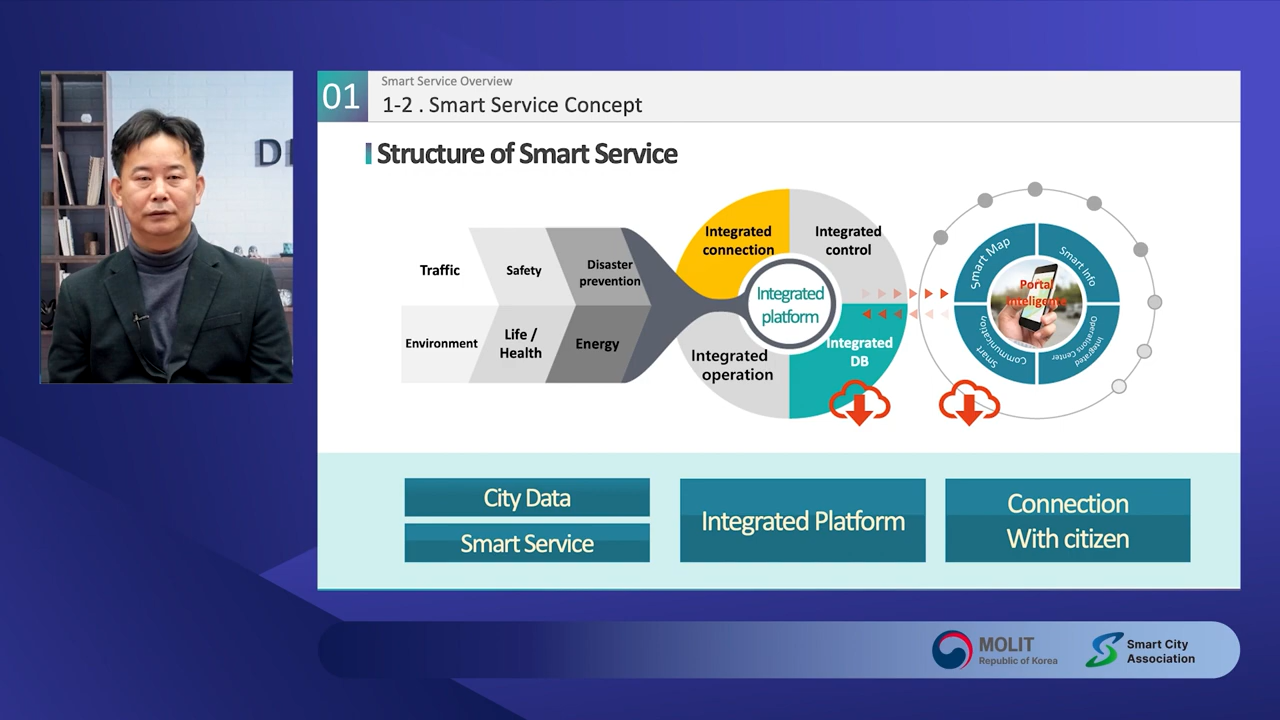 D
01
Smart Service Overview
1-2 . Smart Service Concept
Structure of Smart Service
Traffic
Safety
Disaster
prevention
Environment
Life /
Health
Energy
Integrated
connection
Integrated
control
Integrated
platform
Integrated
operation
Integrated
DB
Smart Map
Smart Info
Portal
Inteligente
Smart
Communication
Integrated
Operations Center
City Data
Smart Service
Integrated Platform
Connection
With citizen
MOLIT
Republic of Korea
Smart City
Association